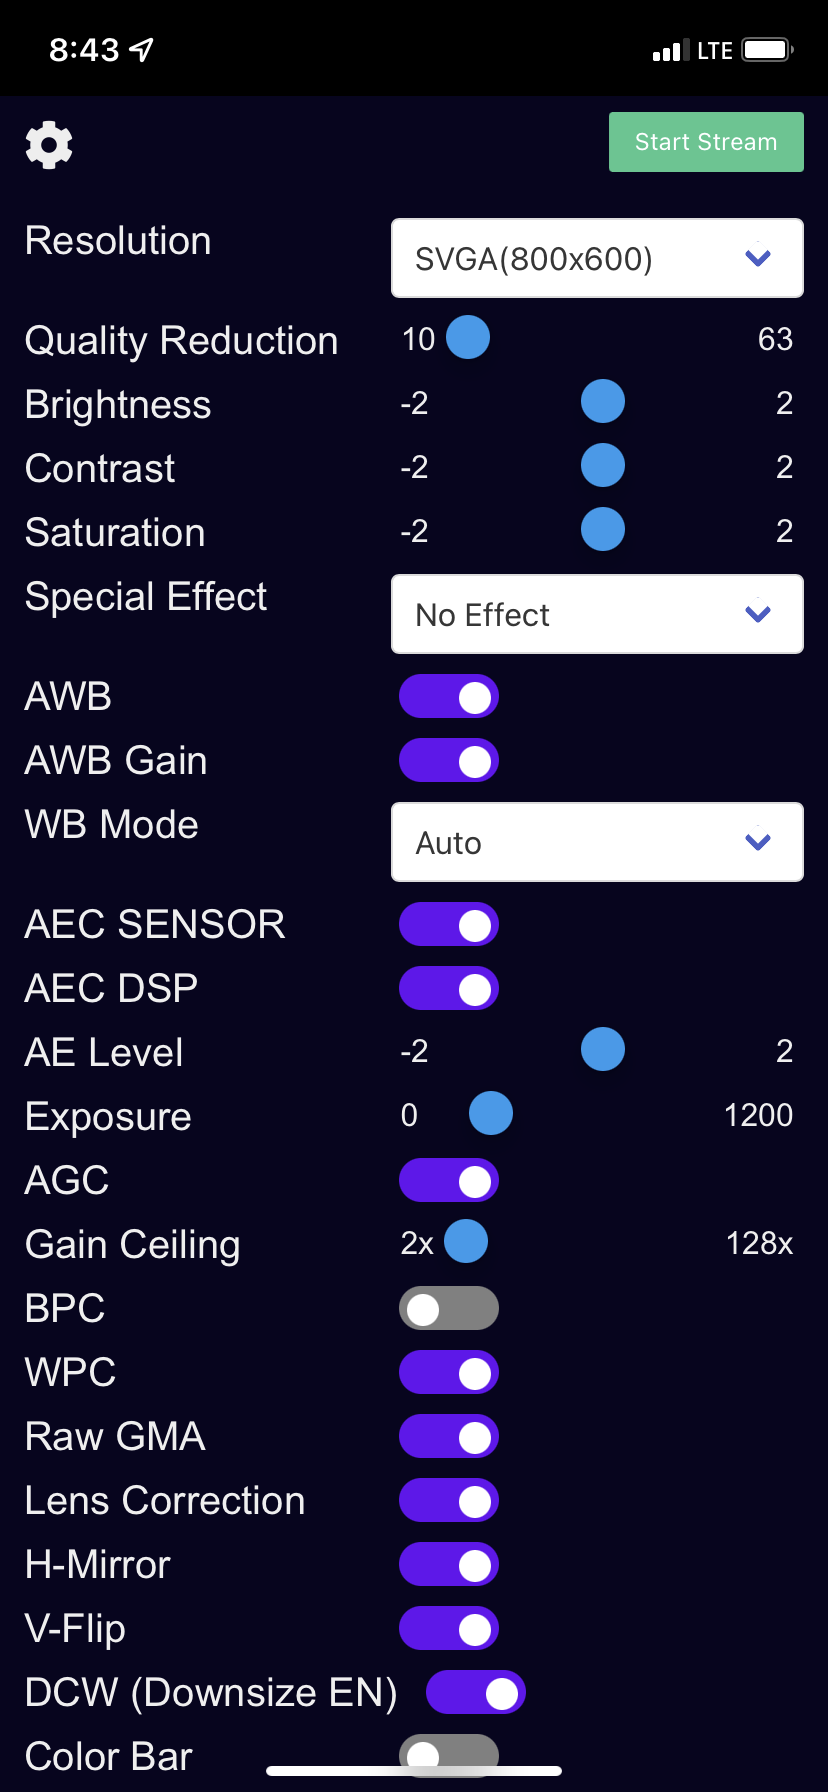 8:43 LTE
Start Stream
Resolution SVGA(800x600)
Quality Reduction 10 63
Brightness -2 2
Contrast -2 2
Saturation -2 2
Special Effect No Effect
AWB
AWB Gain
WB Mode Auto
AEC SENSOR
AEC DSP
AE Level -2 2
Exposure 0 1200
AGC
Gain Ceiling 2x 128x
BPC
WPC
Raw GMA
Lens Correction
H-Mirror
V-Flip
DCW (Downsize EN)
Color Bar